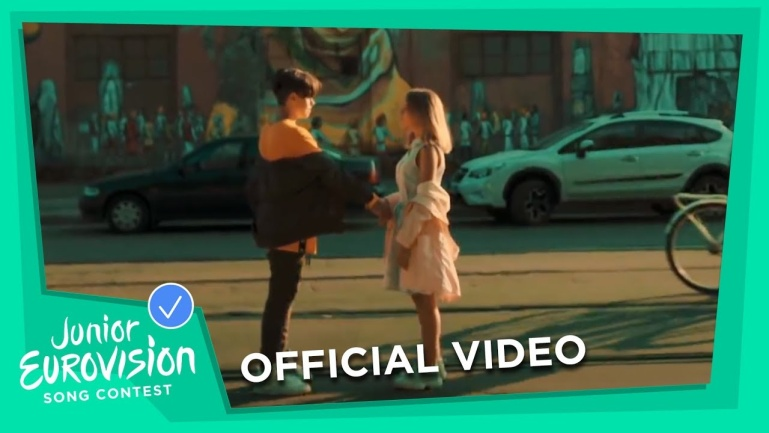 Junior
EUROVISION
SONG CONTEST
OFFICIAL VIDEO